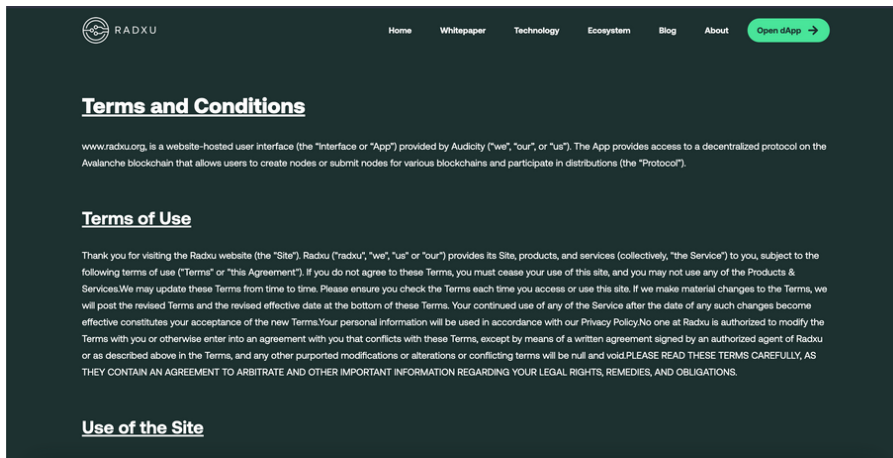 RADXU
Home Whitepaper Technology Ecosystem Blog About Open dApp
Terms and Conditions
www.radxu.org, is a website-hosted user interface (the "Interface or "App") provided by Audicity ("we", "our", or "us"). The App provides access to a decentralized protocol on the
Avalanche blockchain that allows users to create nodes or submit nodes for various blockchains and participate in distributions (the "Protocol").
Terms of Use
Thank you for visiting the Radxu website (the "Site"). Radxu ("radxu", "we", "us" or "our") provides its Site, products, and services (collectively, "the Service") to you, subject to the
following terms of use ("Terms" or "this Agreement"). If you do not agree to these Terms, you must cease your use of this site, and you may not use any of the Products &
Services.We may update these Terms from time to time. Please ensure you check the Terms each time you access or use this site. If we make material changes to the Terms, we
will post the revised Terms and the revised effective date at the bottom of these Terms. Your continued use of any of the Service after the date of any such changes become
effective constitutes your acceptance of the new Terms.Your personal information will be used in accordance with our Privacy Policy.No one at Radxu is authorized to modify the
Terms with you or otherwise enter into an agreement with you that conflicts with these Terms, except by means of a written agreement signed by an authorized agent of Radxu
or as described above in the Terms, and any other purported modifications or alterations or conflicting terms will be null and void.PLEASE READ THESE TERMS CAREFULLY, AS
THEY CONTAIN AN AGREEMENT TO ARBITRATE AND OTHER IMPORTANT INFORMATION REGARDING YOUR LEGAL RIGHTS, REMEDIES, AND OBLIGATIONS.
Use of the Site